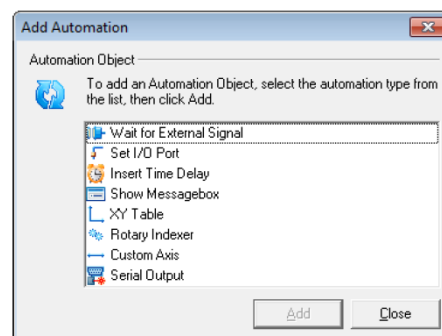 Add Automation
Automation Object
To add an Automation Object, select the automation type from
the list, then click Add.
Wait for External Signal
Set I/O Port
Insert Time Delay
Show Messagebox
XY Table
Rotary Indexer
Custom Axis
Serial Output
Add
Close